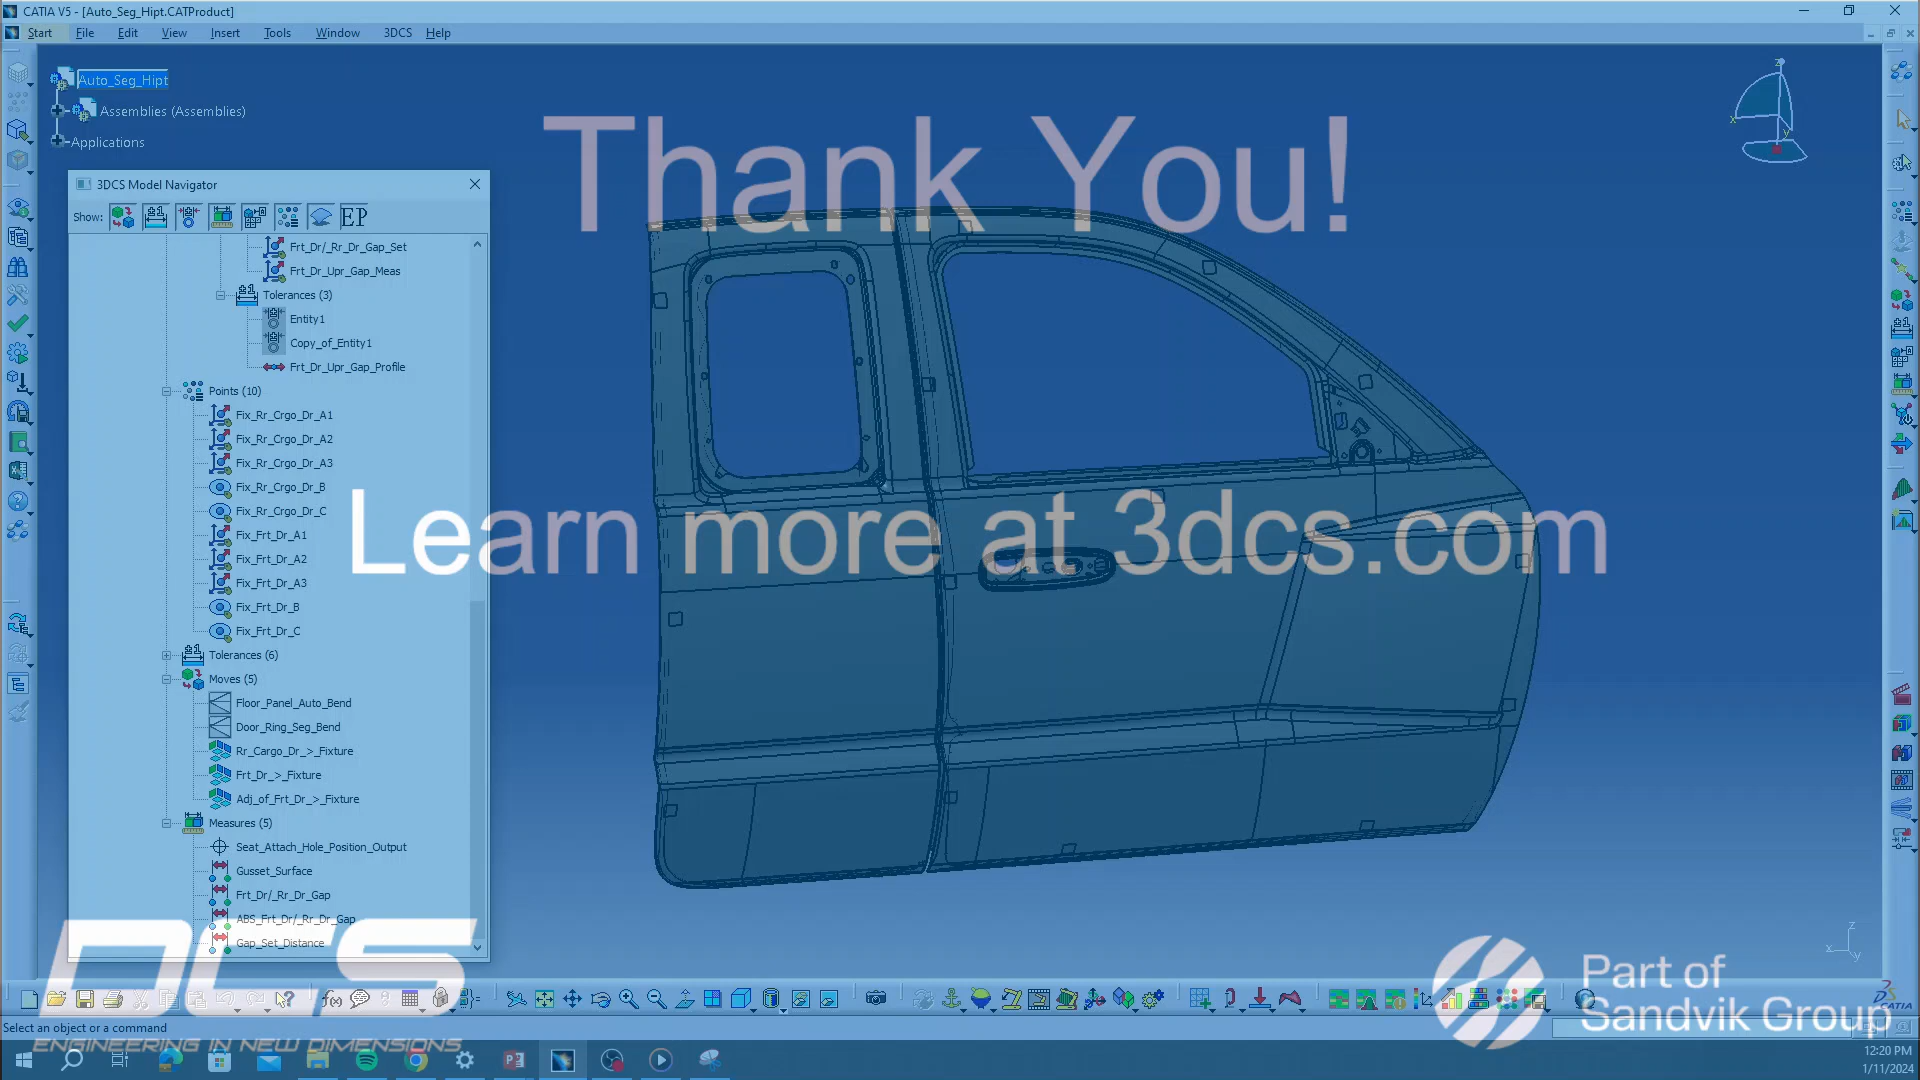 CATIA V5 - [Auto_Seg_Hipt.CATProduct]
Start File Edit View Insert Tools Window 3DCS Help
Auto_Seg_Hipt
Assemblies (Assemblies)
Applications
Thank You!
3DCS Model Navigator
Show: EP
Frt_Dr/_Rr_Dr_Gap_Set
Frt_Dr_Upr_Gap_Meas
Tolerances (3)
Entity1
Copy_of_Entity1
Frt_Dr_Upr_Gap_Profile
Points (10)
Fix_Rr_Crgo_Dr_A1
Fix_Rr_Crgo_Dr_A2
Fix_Rr_Crgo_Dr_A3
Fix_Rr_Crgo_Dr_B
Fix_Rr_Crgo_Dr_C
Fix_Frt_Dr_A1
Fix_Frt_Dr_A2
Fix_Frt_Dr_A3
Fix_Frt_Dr_B
Fix_Frt_Dr_C
Learn more at 3dcs.com
Tolerances (6)
Moves (5)
Floor_Panel_Auto_Bend
Door_Ring_Seg_Bend
Rr_Cargo_Dr_>_Fixture
Frt_Dr_>_Fixture
Adj_of_Frt_Dr_>_Fixture
Measures (5)
Seat_Attach_Hole_Position_Output
Gusset_Surface
Frt_Dr/_Rr_Dr_Gap
ABS_Frt_Dr/_Rr_Dr_Gap
Gap_Set_Distance
x
z
y
z
x
y
DCS
ENGINEERING IN NEW DIMENSIONS
Part of
Sandvik Group
CATIA
Select an object or a command
12:20 PM
1/11/2024